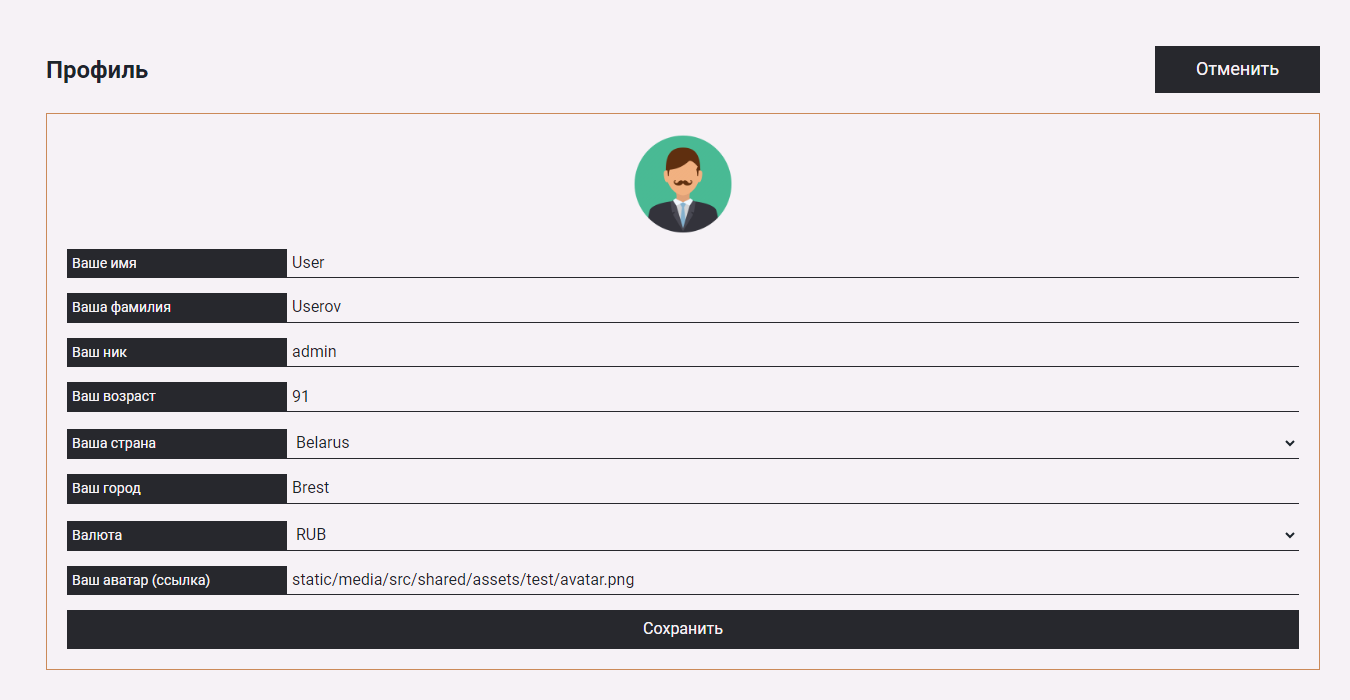 Профиль
Отменить
Ваше имя User
Ваша фамилия Userov
Ваш ник admin
Ваш возраст 91
Ваша страна Belarus
Ваш город Brest
Валюта RUB
Ваш аватар (ссылка) static/media/src/shared/assets/test/avatar.png
Сохранить